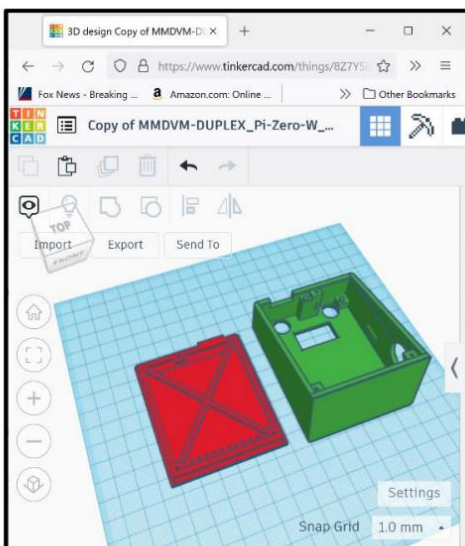 3D design Copy of MMDVM-DU
https://www.tinkercad.com/things/8Z7Y5
Fox News - Breaking ...
Amazon.com: Online ...
Other Bookmarks
TIN
KER
CAD
Copy of MMDVM-DUPLEX_Pi-Zero-W_...
TOP
FRONT
Import
Export
Send To
Settings
Snap Grid
1.0 mm